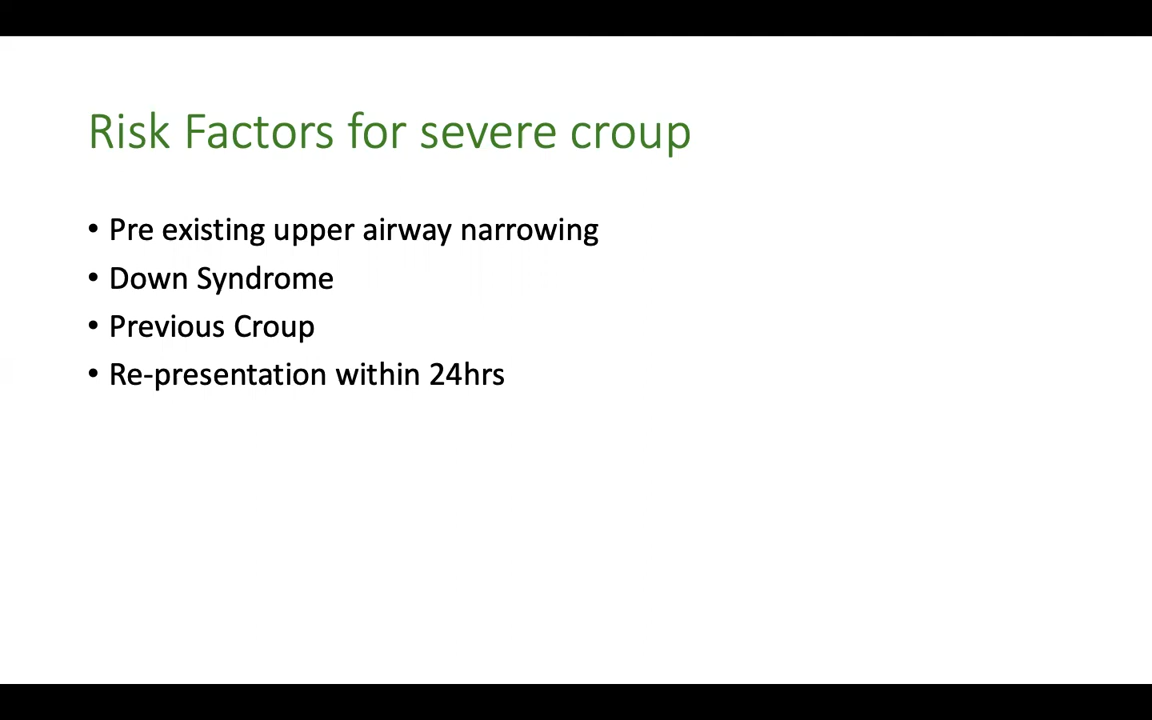 Risk Factors for severe croup
• Pre existing upper airway narrowing
• Down Syndrome
• Previous Croup
• Re-presentation within 24hrs